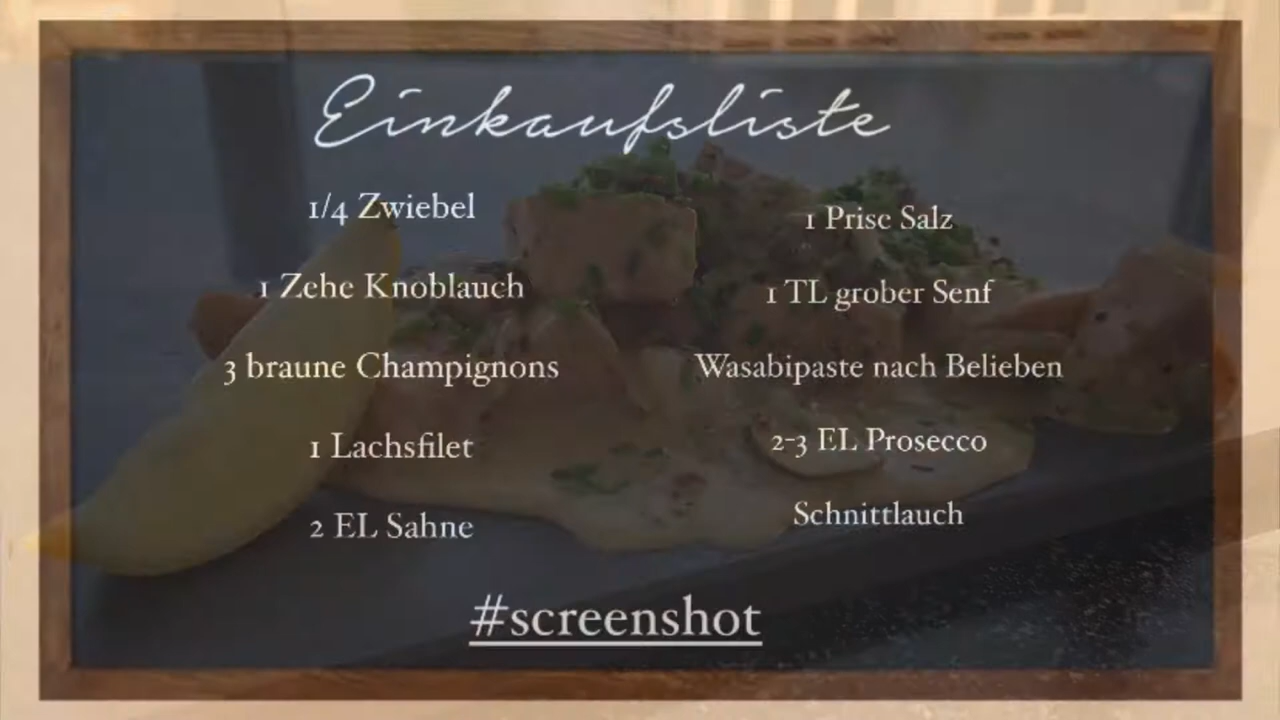 Einkaufsliste
1/4 Zwiebel
1 Zehe Knoblauch
3 braune Champignons
1 Lachsfilet
2 EL Sahne
1 Prise Salz
1 TL grober Senf
Wasabipaste nach Belieben
2-3 EL Prosecco
Schnittlauch
#screenshot